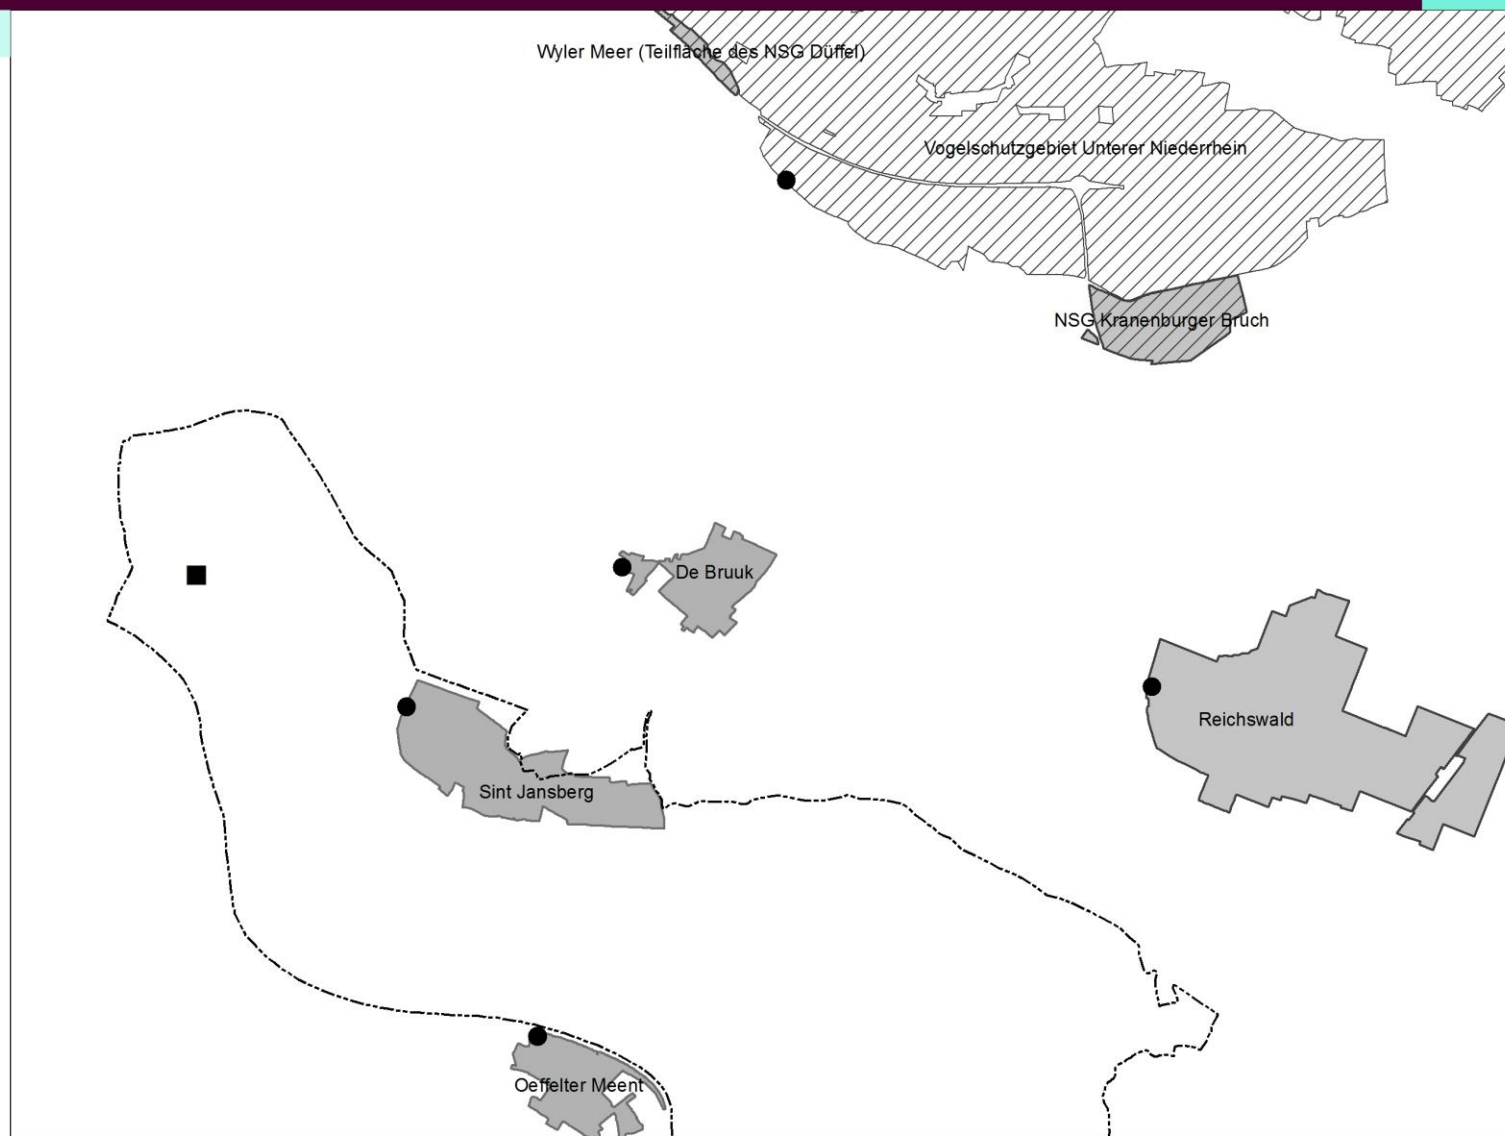 Wyler Meer (Teilfläche des NSG Düffel)
Vogelschutzgebiet Unterer Niederrhein
NSG Kranenburger Bruch
De Bruuk
Reichswald
Sint Jansberg
Oeffelter Meent